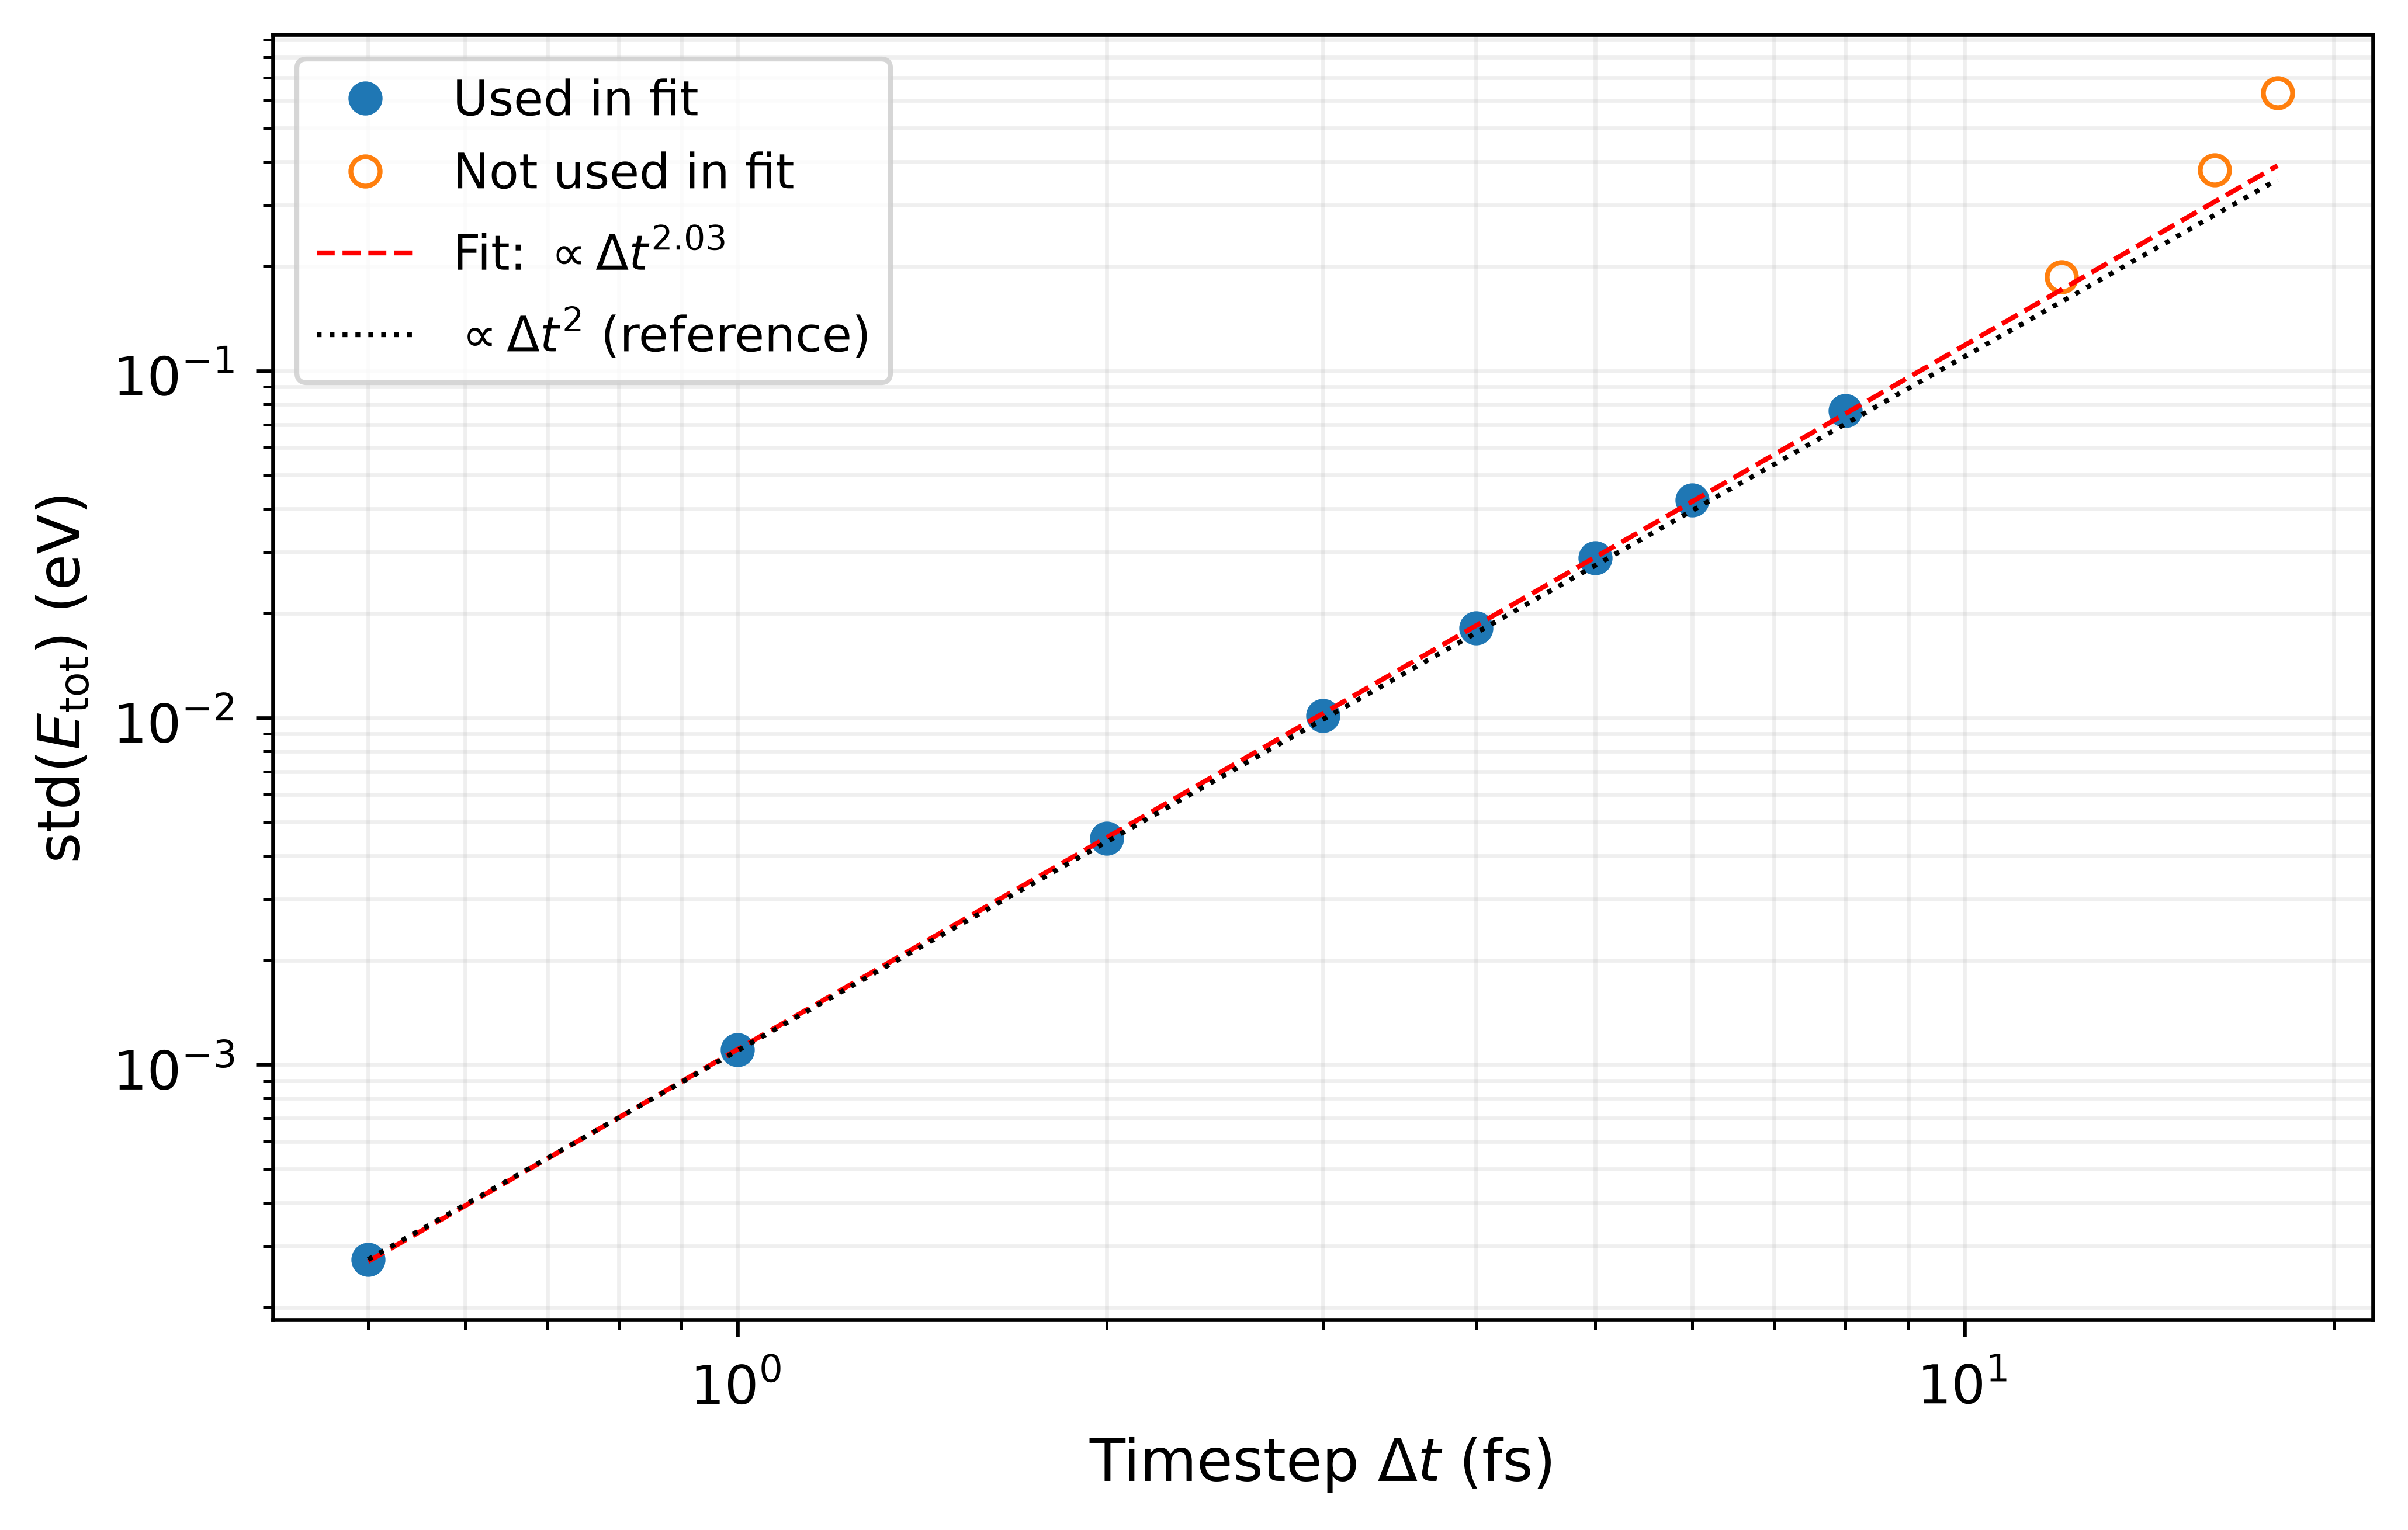 Used in fit
Not used in fit
Fit: ∝ Δt^2.03
∝ Δt^2 (reference)
10^−1
10^−2
10^−3
std(E_tot) (eV)
10^0
10^1
Timestep Δt (fs)